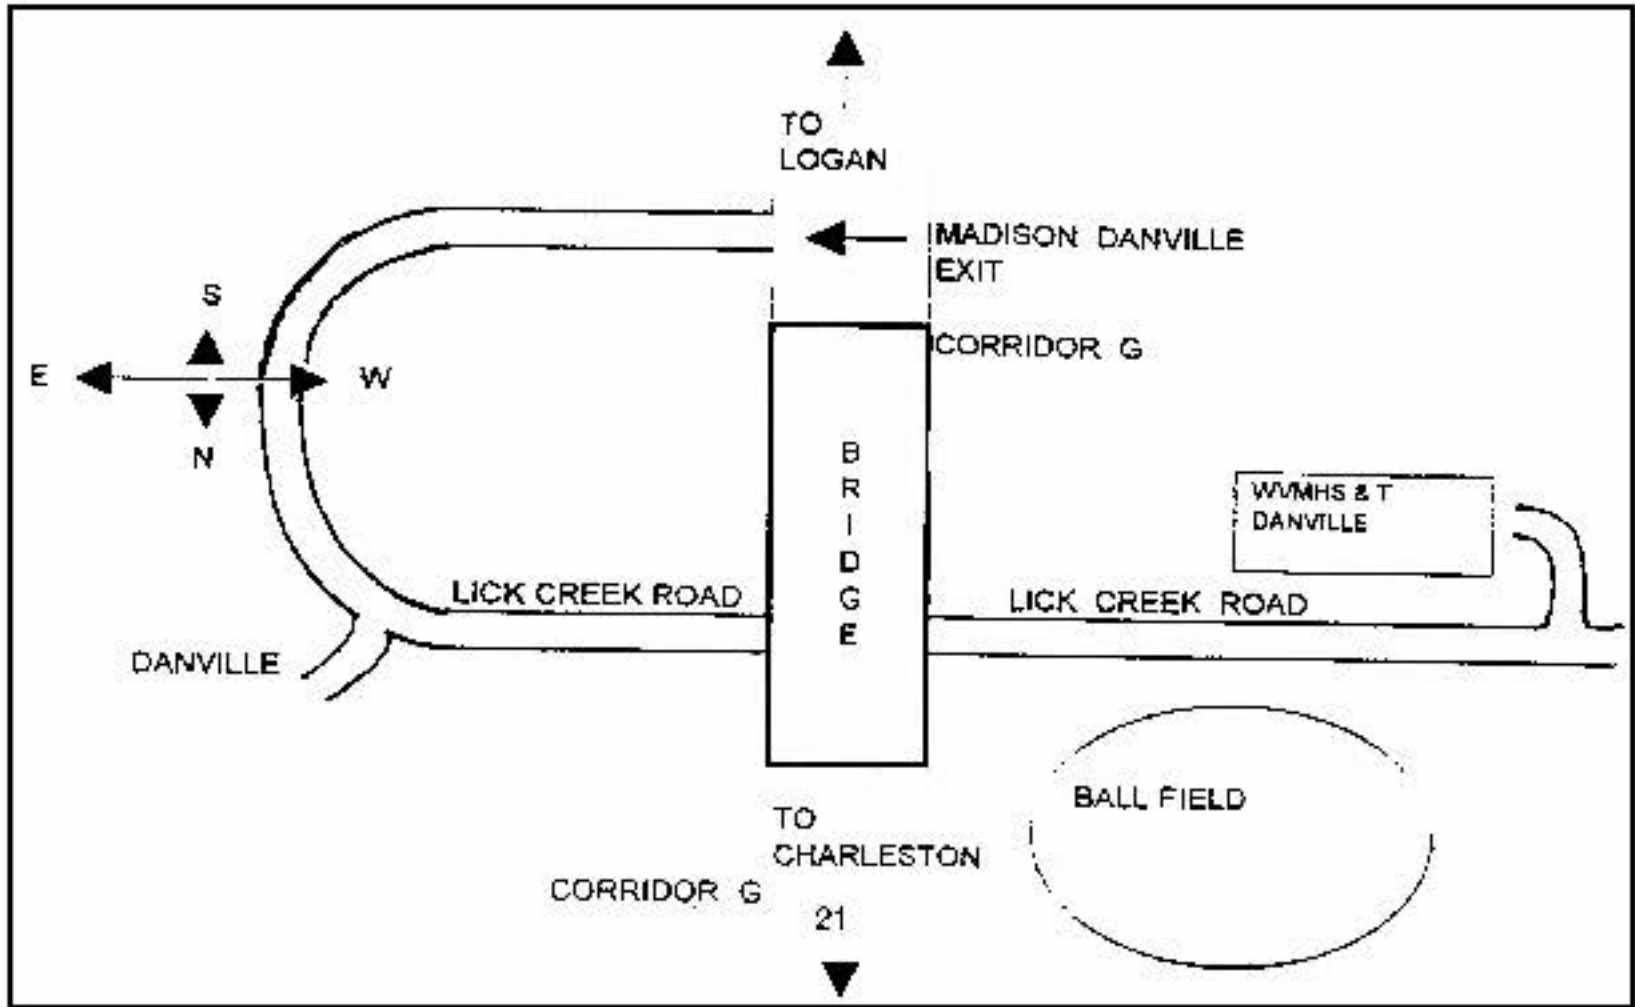 TO
LOGAN
MADISON DANVILLE
EXIT
S
CORRIDOR G
E
W
N
BRIDGE
WVMHS & T
DANVILLE
LICK CREEK ROAD
LICK CREEK ROAD
DANVILLE
BALL FIELD
TO
CHARLESTON
CORRIDOR G
21